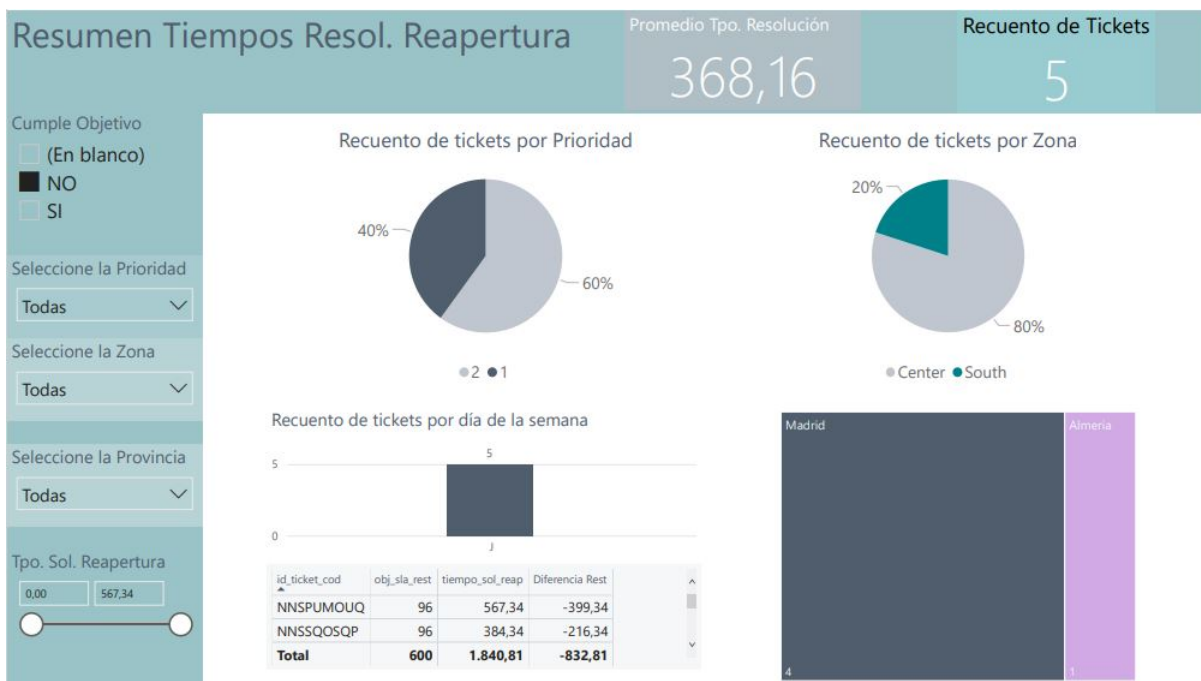 Resumen Tiempos Resol. Reapertura
Promedio Tpo. Resolución
368,16
Recuento de Tickets
5
Cumple Objetivo
(En blanco)
NO
SI
Seleccione la Prioridad
Todas
Seleccione la Zona
Todas
Seleccione la Provincia
Todas
Tpo. Sol. Reapertura
0,00 567,34
Recuento de tickets por Prioridad
40%
60%
2 1
Recuento de tickets por Zona
20%
80%
Center South
Recuento de tickets por día de la semana
5
5
0
J
id_ticket_cod obj_sla_rest tiempo_sol_reap Diferencia Rest
NNSPUMOUQ 96 567,34 -399,34
NNSSQOSQP 96 384,34 -216,34
Total 600 1.840,81 -832,81
Madrid Almeria
4 1